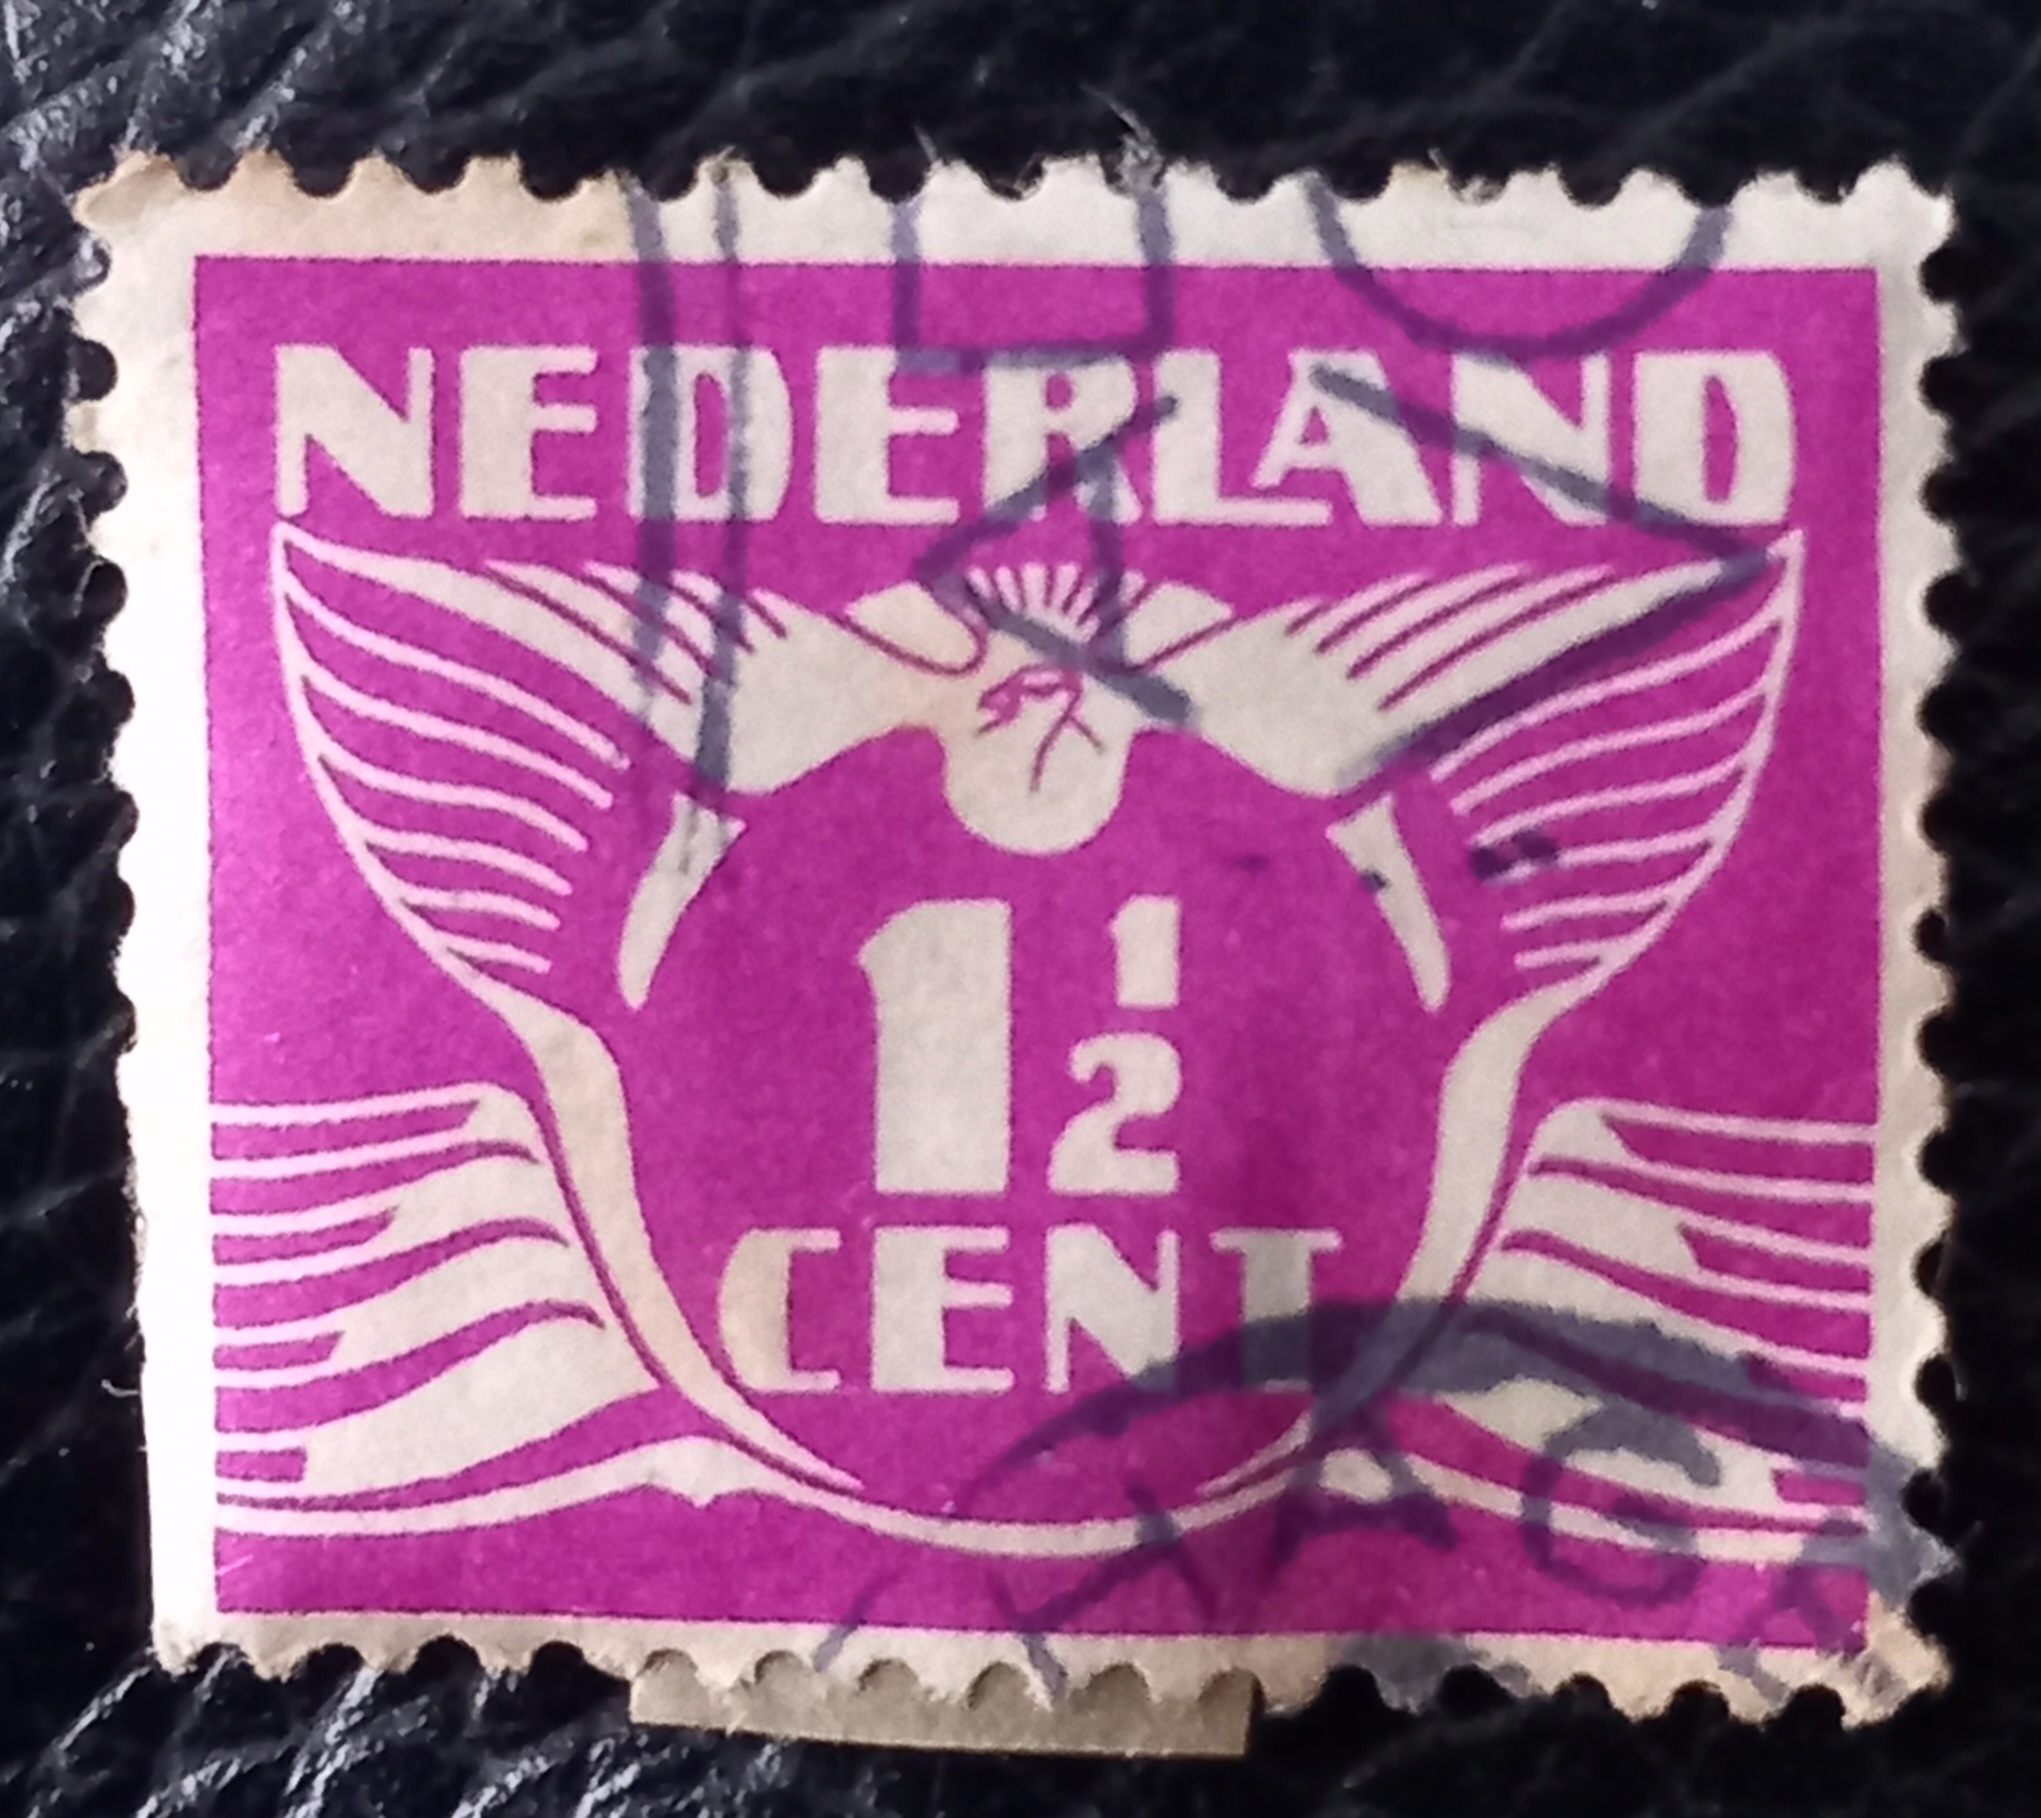 NEDERLAND
1 1/2
CENT